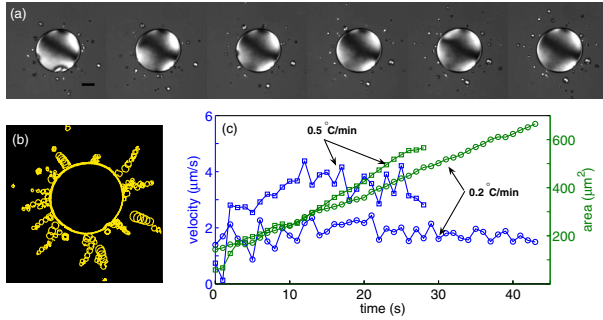 (a)
(b)
(c)
0.5 °C/min
0.2 °C/min
velocity (μm/s)
6
4
2
0
area (μm²)
600
400
200
0 10 20 30 40
time (s)